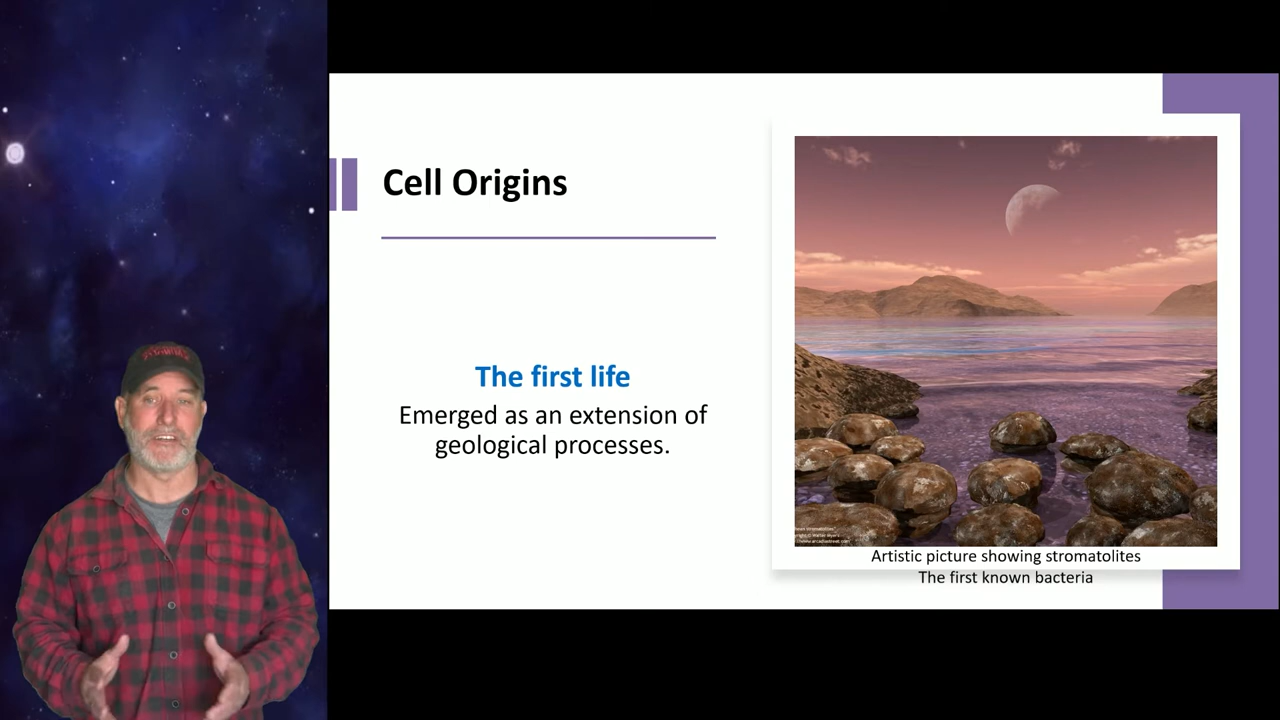 Cell Origins
The first life
Emerged as an extension of
geological processes.
Artistic picture showing stromatolites
The first known bacteria